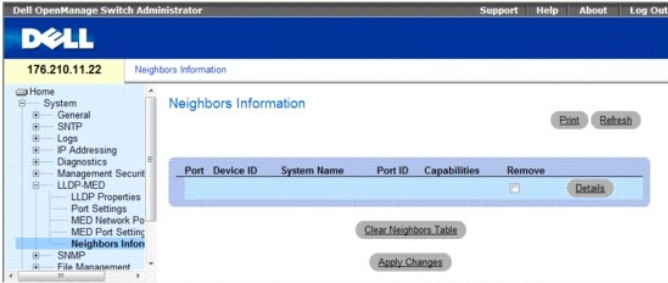 Dell OpenManage Switch Administrator
Support Help About Log Out
DELL
176.210.11.22
Neighbors Information
Home
System
General
SNTP
Logs
IP Addressing
Diagnostics
Management Securit
LLDP-MED
LLDP Properties
Port Settings
MED Network Po
MED Port Setting
Neighbors Inforn
SNMP
File Management
Neighbors Information
Print Refresh
Port Device ID System Name Port ID Capabilities Remove
Details
Clear Neighbors Table
Apply Changes